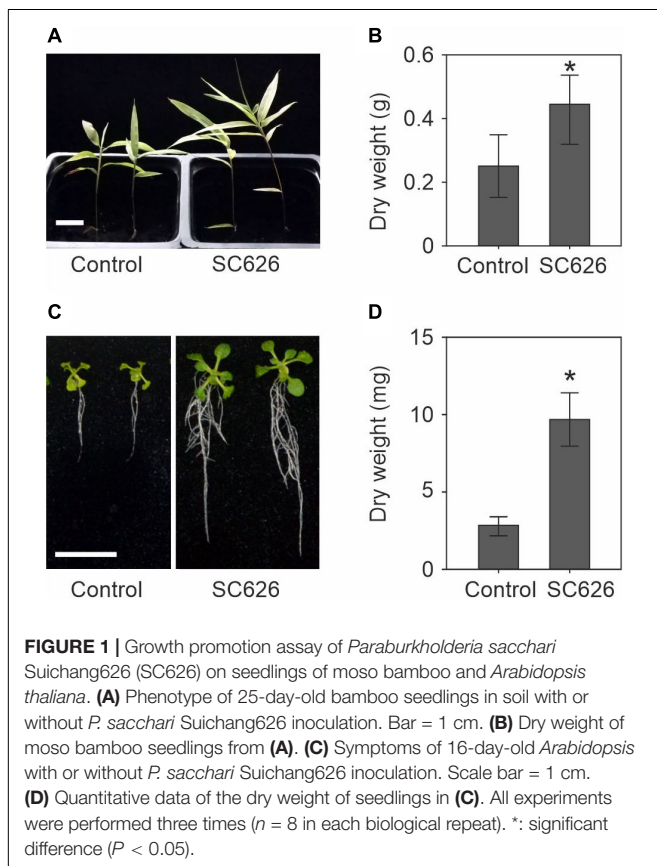 A
B
Dry weight (g)
0.6
0.4
0.2
0
*
Control SC626
Control SC626
C
D
Dry weight (mg)
15
10
5
0
*
Control SC626
Control SC626
FIGURE 1 | Growth promotion assay of Paraburkholderia sacchari
Suichang626 (SC626) on seedlings of moso bamboo and Arabidopsis
thaliana. (A) Phenotype of 25-day-old bamboo seedlings in soil with or
without P. sacchari Suichang626 inoculation. Bar = 1 cm. (B) Dry weight of
moso bamboo seedlings from (A). (C) Symptoms of 16-day-old Arabidopsis
with or without P. sacchari Suichang626 inoculation. Scale bar = 1 cm.
(D) Quantitative data of the dry weight of seedlings in (C). All experiments
were performed three times (n = 8 in each biological repeat). *: significant
difference (P < 0.05).